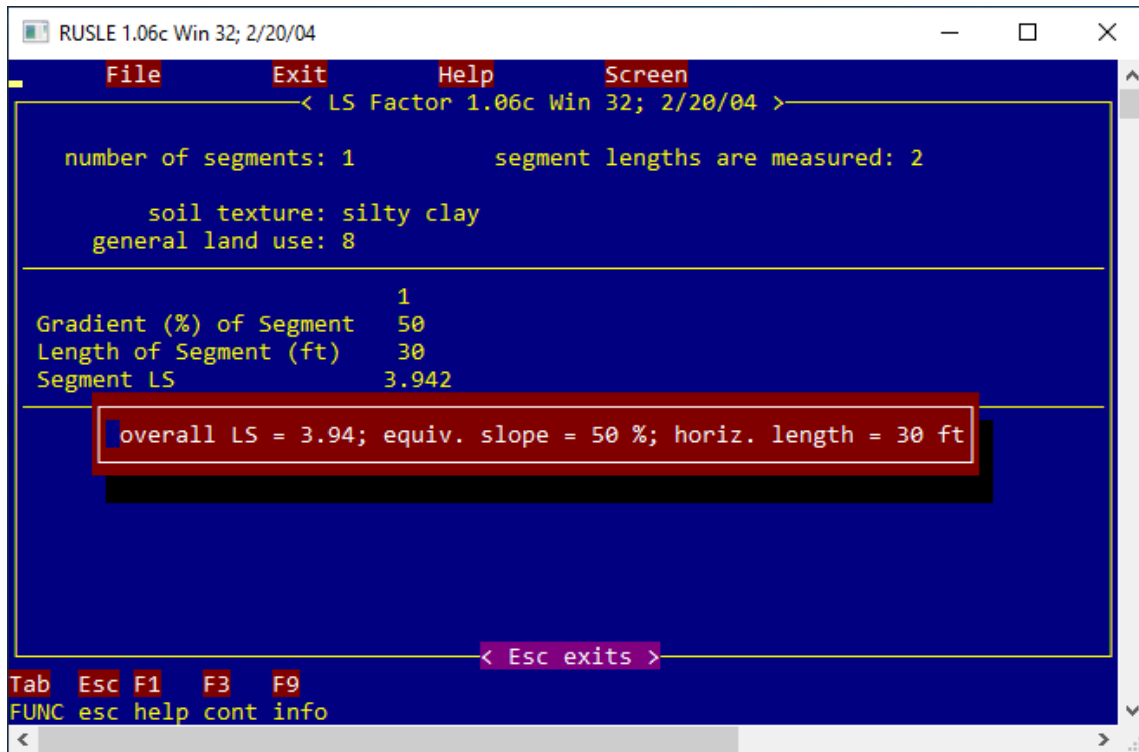 RUSLE 1.06c Win 32; 2/20/04
File Exit Help Screen
< LS Factor 1.06c Win 32; 2/20/04 >
number of segments: 1 segment lengths are measured: 2
soil texture: silty clay
general land use: 8
1
Gradient (%) of Segment 50
Length of Segment (ft) 30
Segment LS 3.942
overall LS = 3.94; equiv. slope = 50 %; horiz. length = 30 ft
< Esc exits >
Tab Esc F1 F3 F9
FUNC esc help cont info